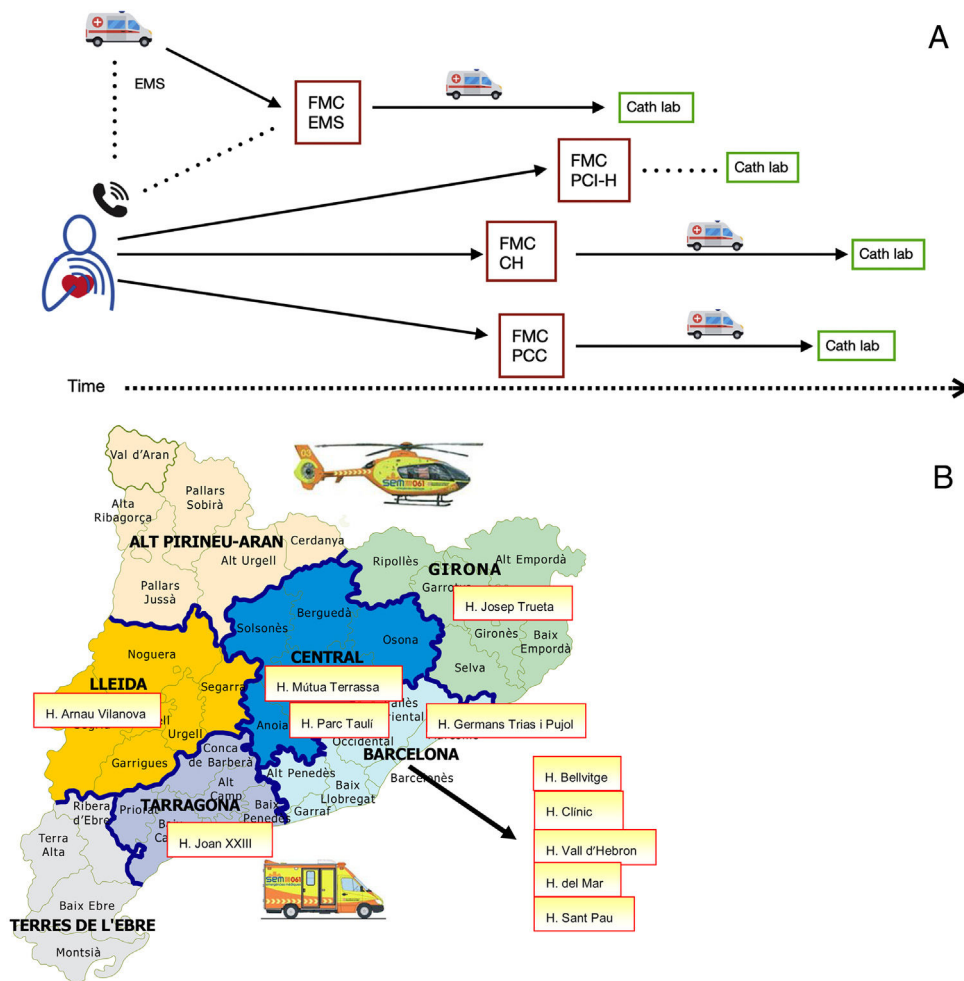 A
EMS
FMC
EMS
Cath lab
FMC
PCI-H
Cath lab
FMC
CH
Cath lab
FMC
PCC
Cath lab
Time
B
Val d’Aran
Pallars
Sobirà
Alta
Ribagorça
ALT PIRINEU-ARAN
Cerdanya
Alt Urgell
Pallars
Jussà
03
sem 061
Ripollès
Alt Empordà
GIRONA
H. Josep Trueta
Gironès
Baix
Empordà
Selva
Berguedà
Solsonès
Osona
CENTRAL
H. Mútua Terrassa
Anoia
H. Parc Taulí
Noguera
LLEIDA
Segarra
H. Arnau Vilanova
Urgell
Garrigues
H. Germans Trias i Pujol
Occidental
BARCELONA
Barcelonès
Alt Penedès
Baix
Llobregat
Garraf
Conca
de Barberà
Alt
Camp
TARRAGONA
Priorat
Baix
Penedès
H. Joan XXIII
Ribera
d’Ebre
Terra
Alta
Baix Ebre
TERRES DE L'EBRE
Montsià
sem 061
H. Bellvitge
H. Clínic
H. Vall d’Hebron
H. del Mar
H. Sant Pau